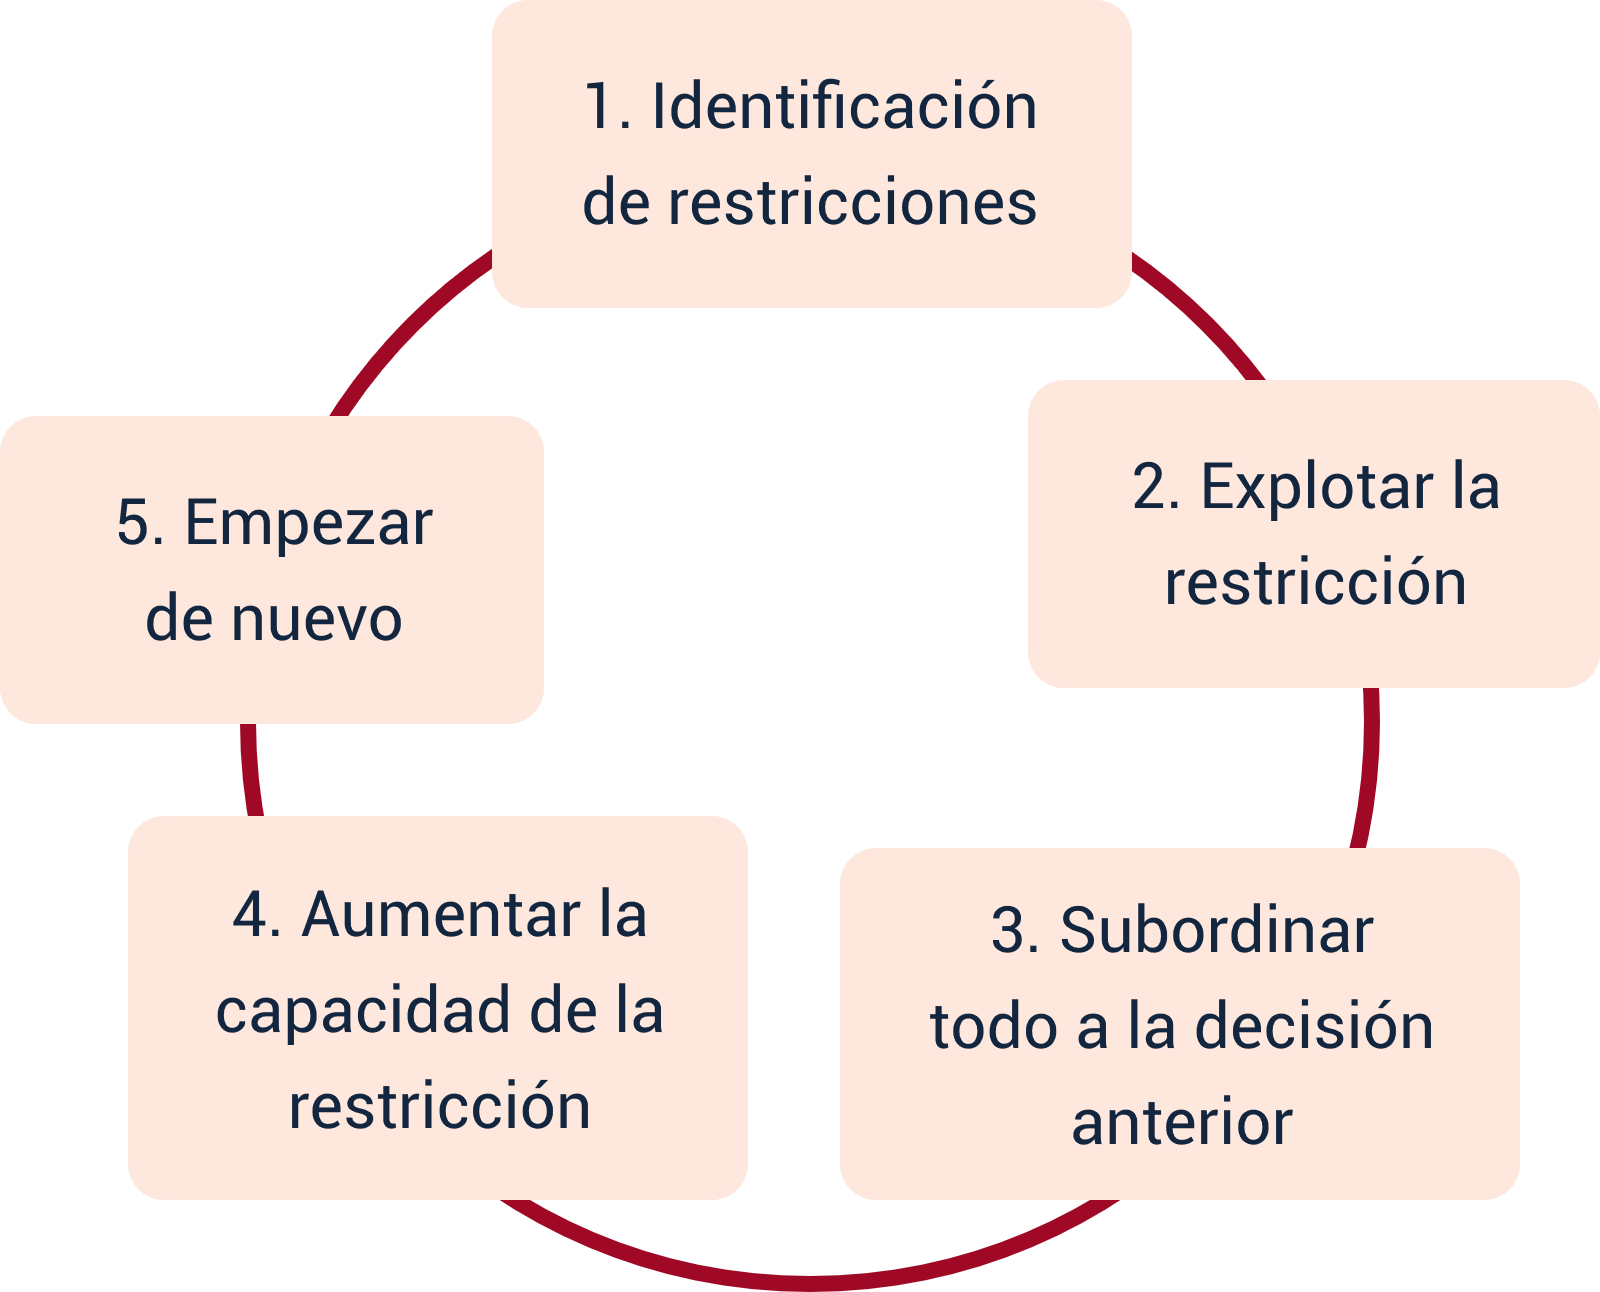 1. Identificación
de restricciones
2. Explotar la
restricción
3. Subordinar
todo a la decisión
anterior
4. Aumentar la
capacidad de la
restricción
5. Empezar
de nuevo